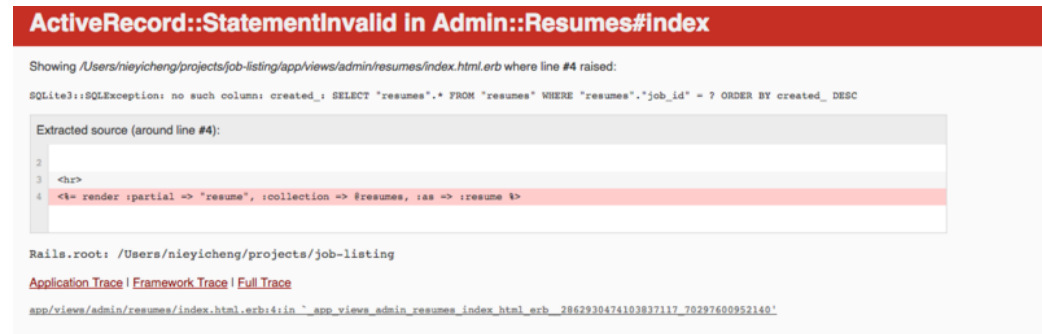 ActiveRecord::StatementInvalid in Admin::Resumes#index
Showing /Users/nieyicheng/projects/job-listing/app/views/admin/resumes/index.html.erb where line #4 raised:
SQLite3::SQLException: no such column: created_: SELECT "resumes".* FROM "resumes" WHERE "resumes"."job_id" = ? ORDER BY created_ DESC
Extracted source (around line #4):
2
3 <hr>
4 <%= render :partial => "resume", :collection => @resumes, :as => :resume %>
Rails.root: /Users/nieyicheng/projects/job-listing
Application Trace | Framework Trace | Full Trace
app/views/admin/resumes/index.html.erb:4:in `_app_views_admin_resumes_index_html_erb__2862930474103837117_70297600952140'